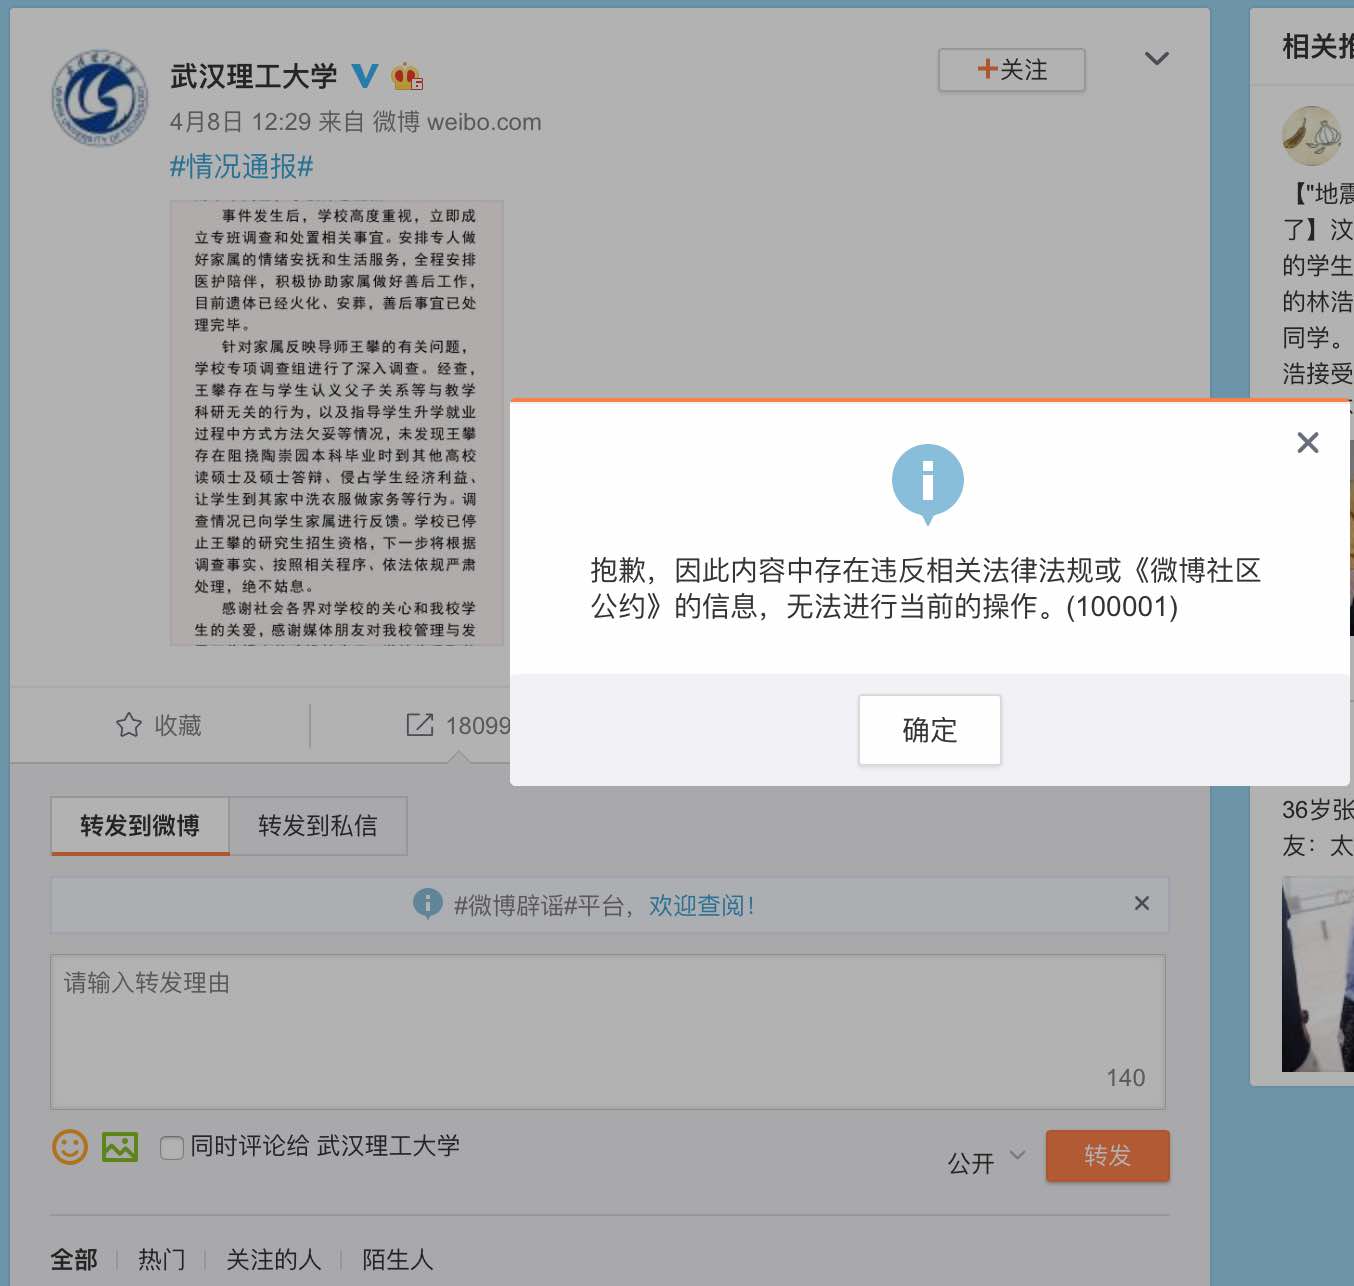 武汉理工大学
+关注
4月8日 12:29 来自 微博 weibo.com
#情况通报#
事件发生后，学校高度重视，立即成
立专班调查和处置相关事宜。安排专人做
好家属的情绪安抚和生活服务，全程安排
医护陪伴，积极协助家属做好善后工作，
目前遗体已经火化、安葬，善后事宜已处
理完毕。
针对家属反映导师王攀的有关问题，
学校专项调查组进行了深入调查。经查，
王攀存在与学生认义父子关系等与教学
科研无关的行为，以及指导学生升学就业
过程中方式方法欠妥等情况，未发现王攀
存在阻挠陶崇园本科毕业时到其他高校
读硕士及硕士答辩、侵占学生经济利益、
让学生到其家中洗衣服做家务等行为。调
查情况已向学生家属进行反馈。学校已停
止王攀的研究生招生资格，下一步将根据
调查事实、按照相关程序、依法依规严肃
处理，绝不姑息。
感谢社会各界对学校的关心和我校学
生的关爱，感谢媒体朋友对我校管理与发
收藏
18099
抱歉，因此内容中存在违反相关法律法规或《微博社区
公约》的信息，无法进行当前的操作。(100001)
确定
转发到微博
转发到私信
#微博辟谣#平台，欢迎查阅！
请输入转发理由
140
同时评论给 武汉理工大学
公开
转发
全部
热门
关注的人
陌生人
相关推
【"地震
了】汶
的学生
的林浩
同学。
浩接受
36岁张
友：太